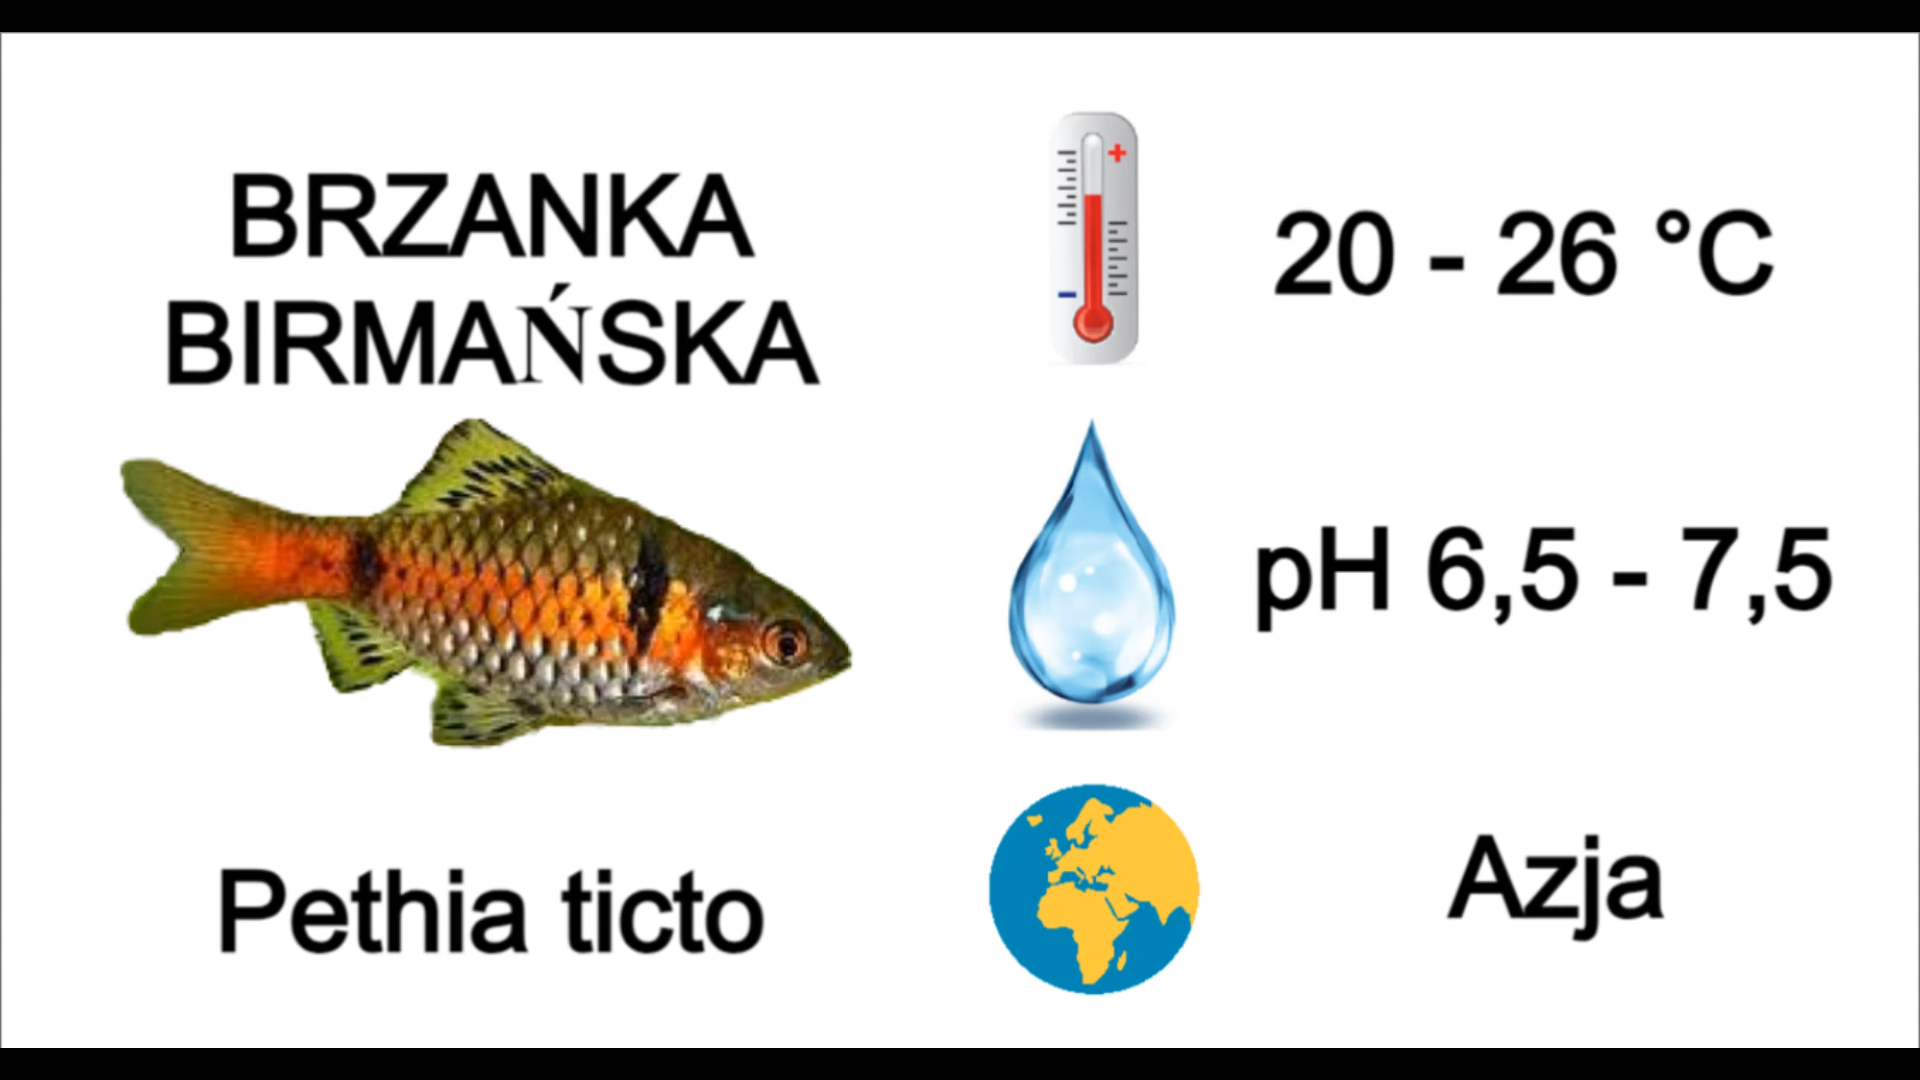 BRZANKA
BIRMAŃSKA
Pethia ticto
20 - 26 °C
pH 6,5 - 7,5
Azja